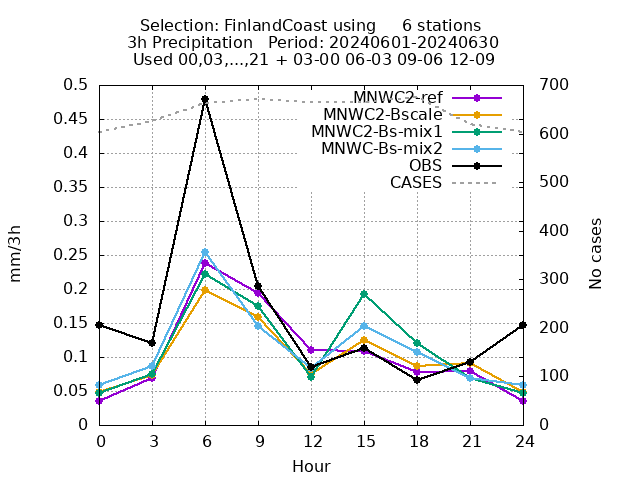 Selection: FinlandCoast using     6 stations
3h Precipitation   Period: 20240601-20240630
Used 00,03,...,21 + 03-00 06-03 09-06 12-09
MNWC2-ref
MNWC2-Bscale
MNWC2-Bs-mix1
MNWC-Bs-mix2
OBS
CASES
0.5
0.45
0.4
0.35
0.3
0.25
0.2
0.15
0.1
0.05
0
mm/3h
700
600
500
400
300
200
100
0
No cases
0 3 6 9 12 15 18 21 24
Hour